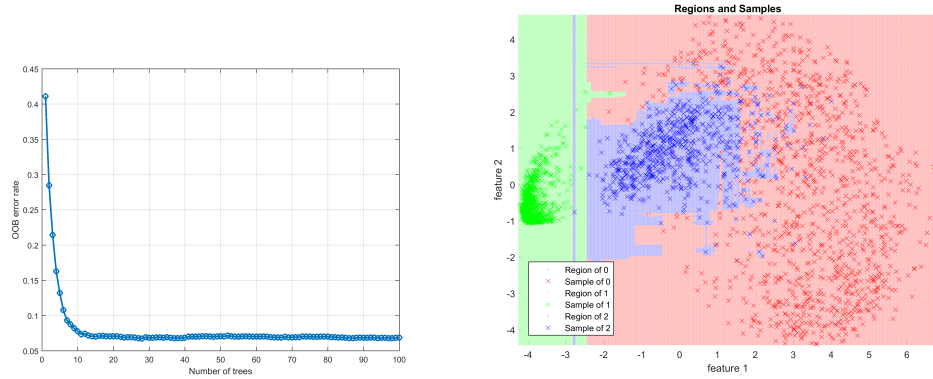 0.45
0.4
0.35
0.3
0.25
0.2
0.15
0.1
0.05
OOB error rate
0 10 20 30 40 50 60 70 80 90 100
Number of trees
Regions and Samples
4
3
2
1
0
-1
-2
-3
-4
feature 2
Region of 0
Sample of 0
Region of 1
Sample of 1
Region of 2
Sample of 2
-4 -3 -2 -1 0 1 2 3 4 5 6
feature 1